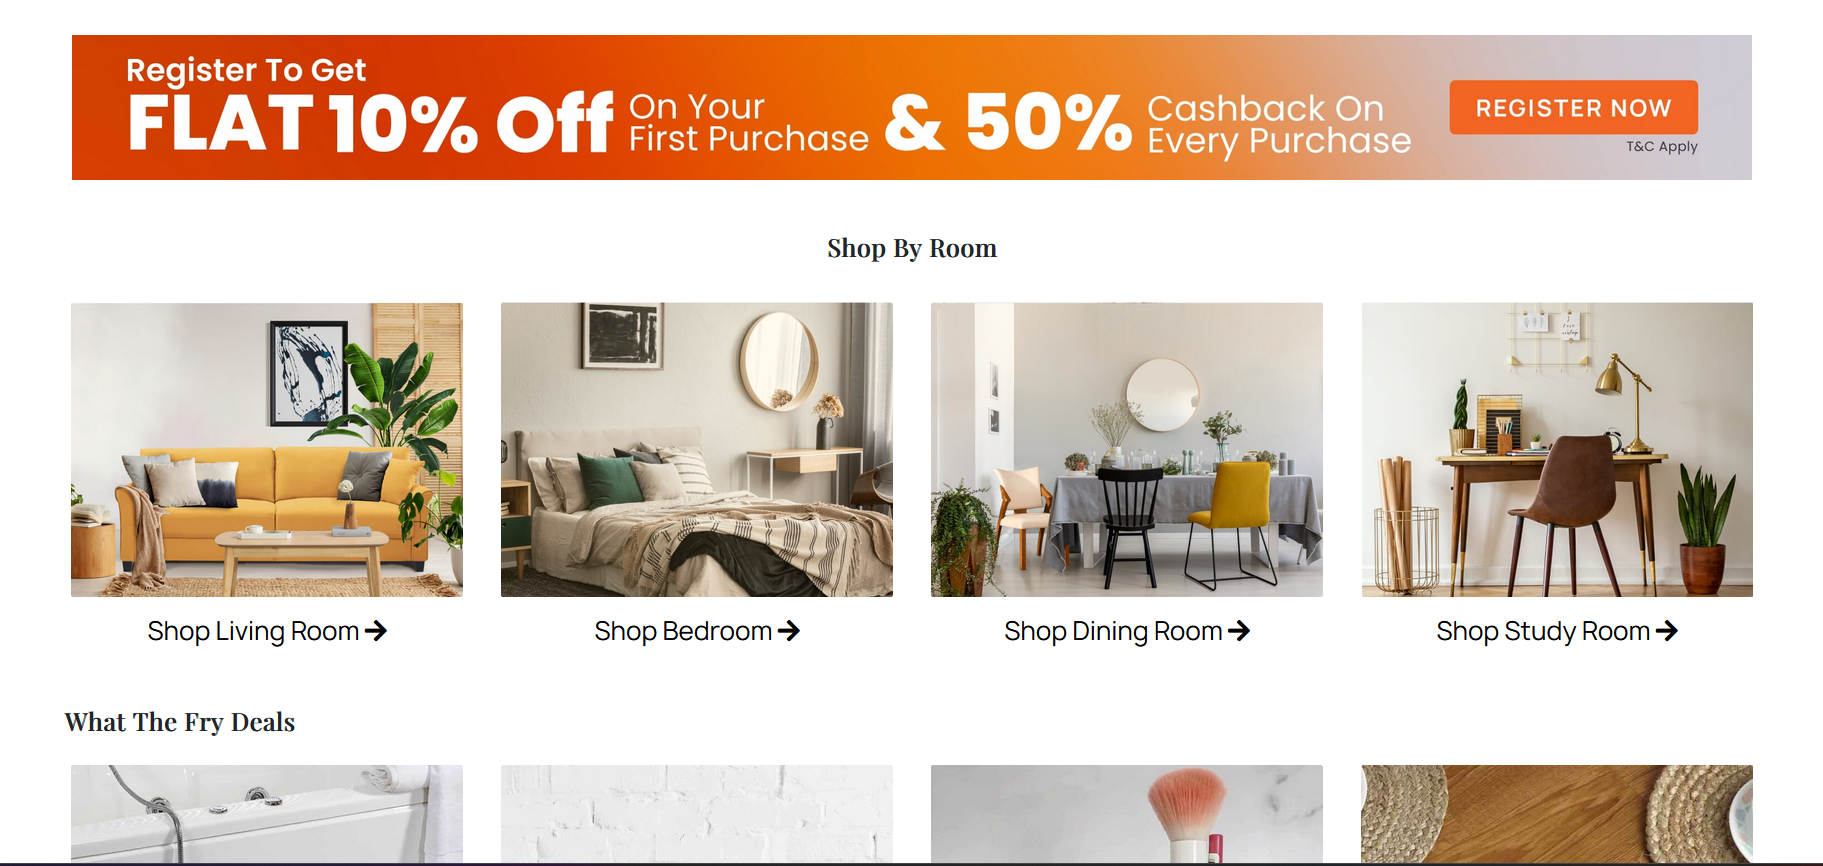 Register To Get
FLAT 10% Off On Your First Purchase & 50% Cashback On Every Purchase
REGISTER NOW
T&C Apply
Shop By Room
Shop Living Room
Shop Bedroom
Shop Dining Room
Shop Study Room
What The Fry Deals